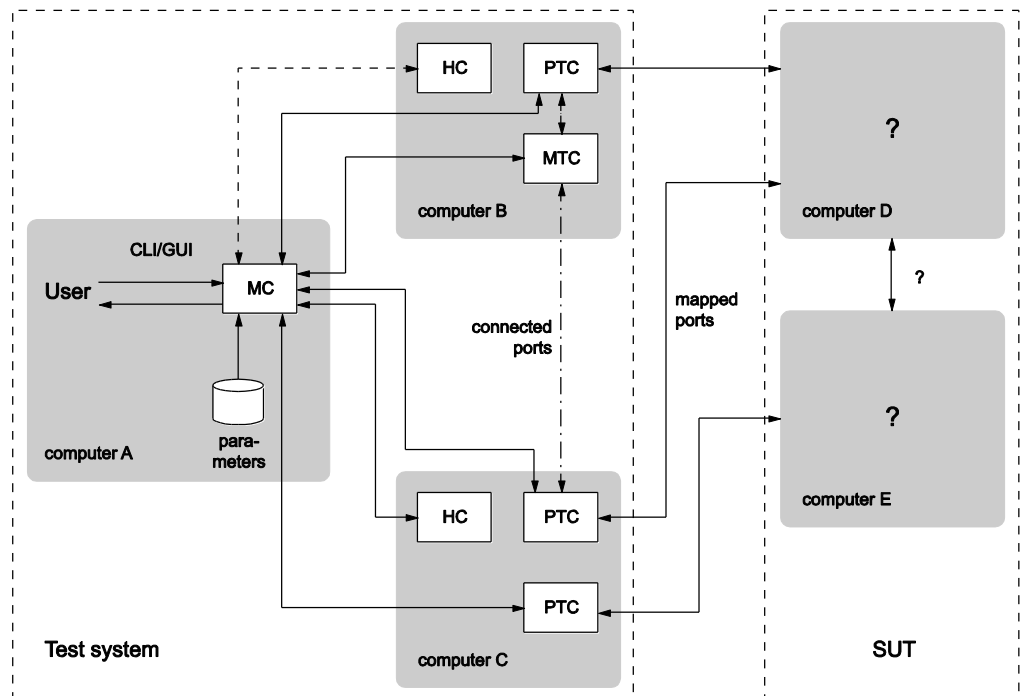 HC
PTC
MTC
computer B
?
computer D
CLI/GUI
User
MC
para-
meters
computer A
connected
ports
mapped
ports
?
?
computer E
HC
PTC
PTC
computer C
Test system
SUT